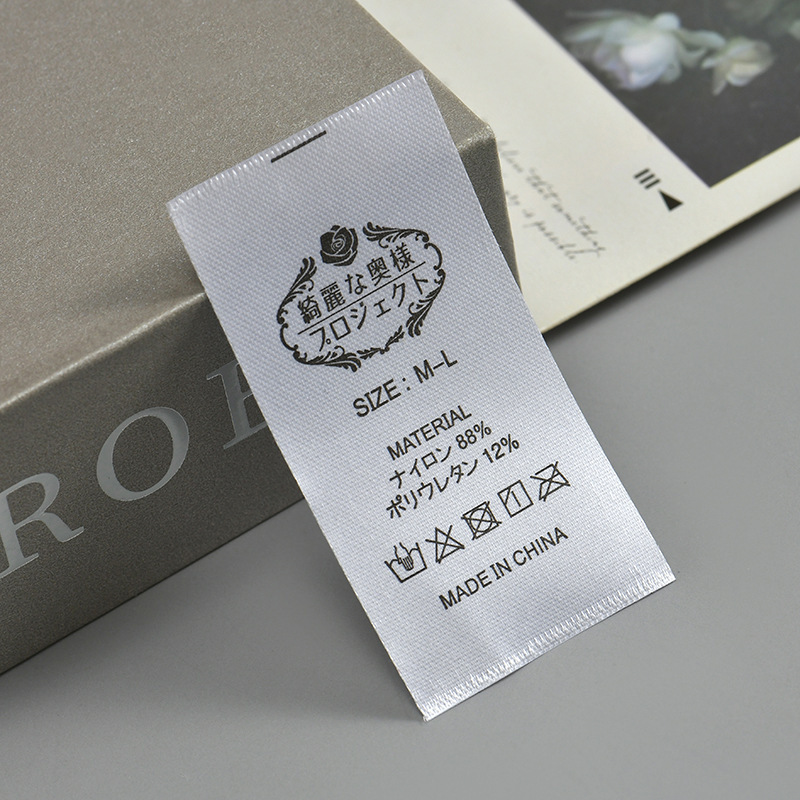 綺麗な奥様
プロジェクト
SIZE : M-L
MATERIAL
ナイロン 88%
ポリウレタン 12%
MADE IN CHINA